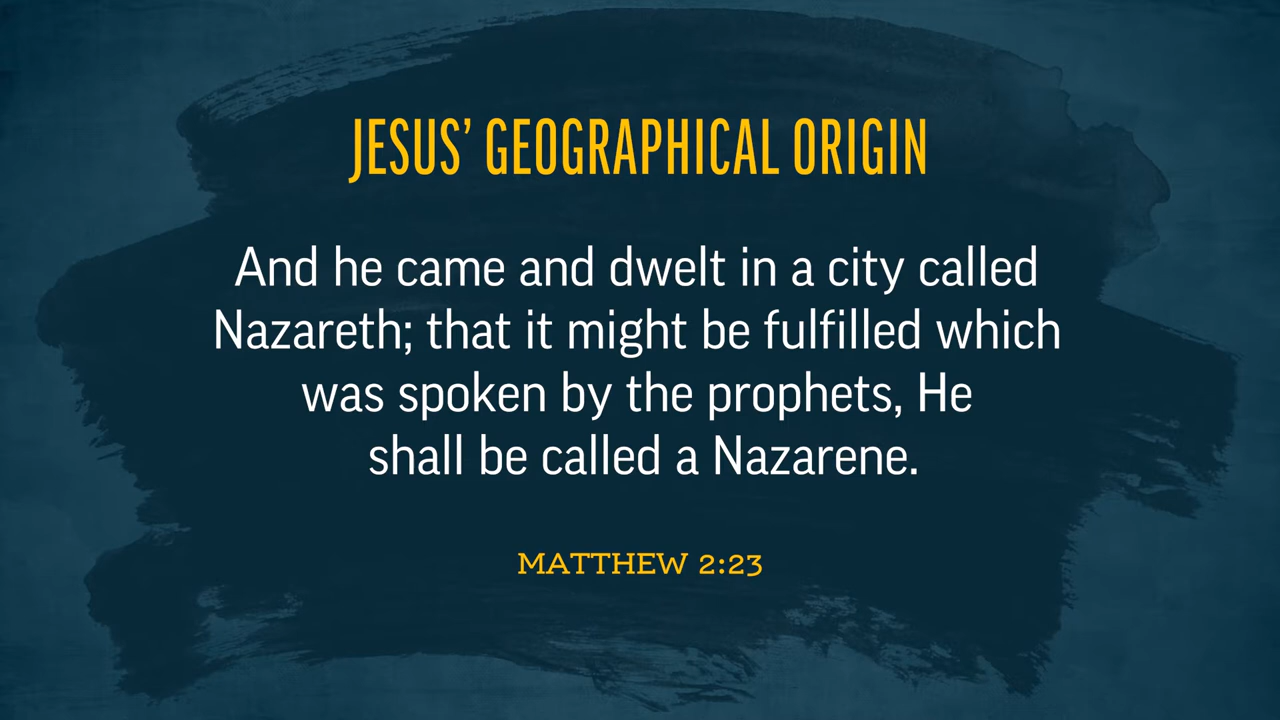 JESUS’ GEOGRAPHICAL ORIGIN
And he came and dwelt in a city called
Nazareth; that it might be fulfilled which
was spoken by the prophets, He
shall be called a Nazarene.
MATTHEW 2:23